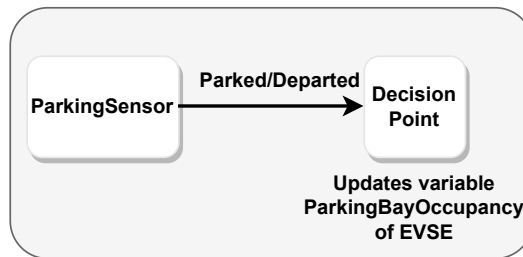 Parked/Departed
ParkingSensor
Decision
Point
Updates variable
ParkingBayOccupancy
of EVSE